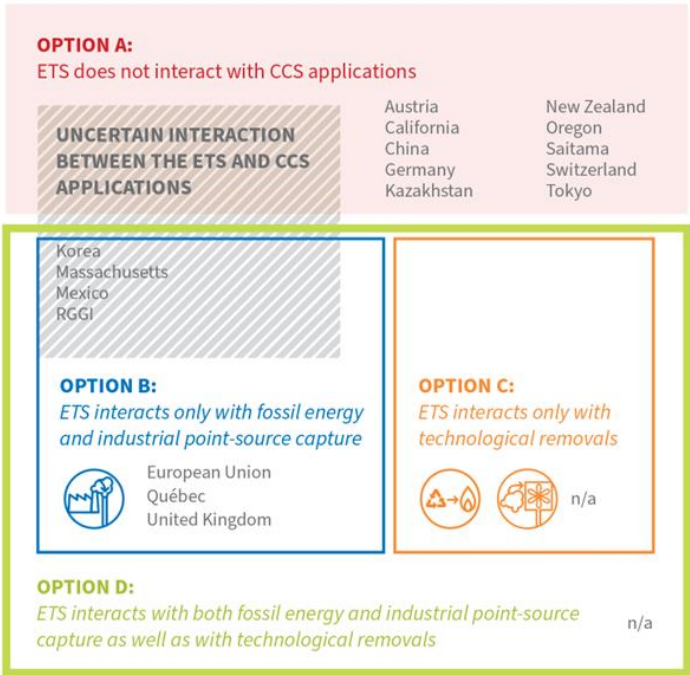 OPTION A:
ETS does not interact with CCS applications
UNCERTAIN INTERACTION
BETWEEN THE ETS AND CCS
APPLICATIONS
Austria
California
China
Germany
Kazakhstan
New Zealand
Oregon
Saitama
Switzerland
Tokyo
Korea
Massachusetts
Mexico
RGGI
OPTION B:
ETS interacts only with fossil energy
and industrial point-source capture
European Union
Québec
United Kingdom
OPTION C:
ETS interacts only with
technological removals
n/a
OPTION D:
ETS interacts with both fossil energy and industrial point-source
capture as well as with technological removals
n/a